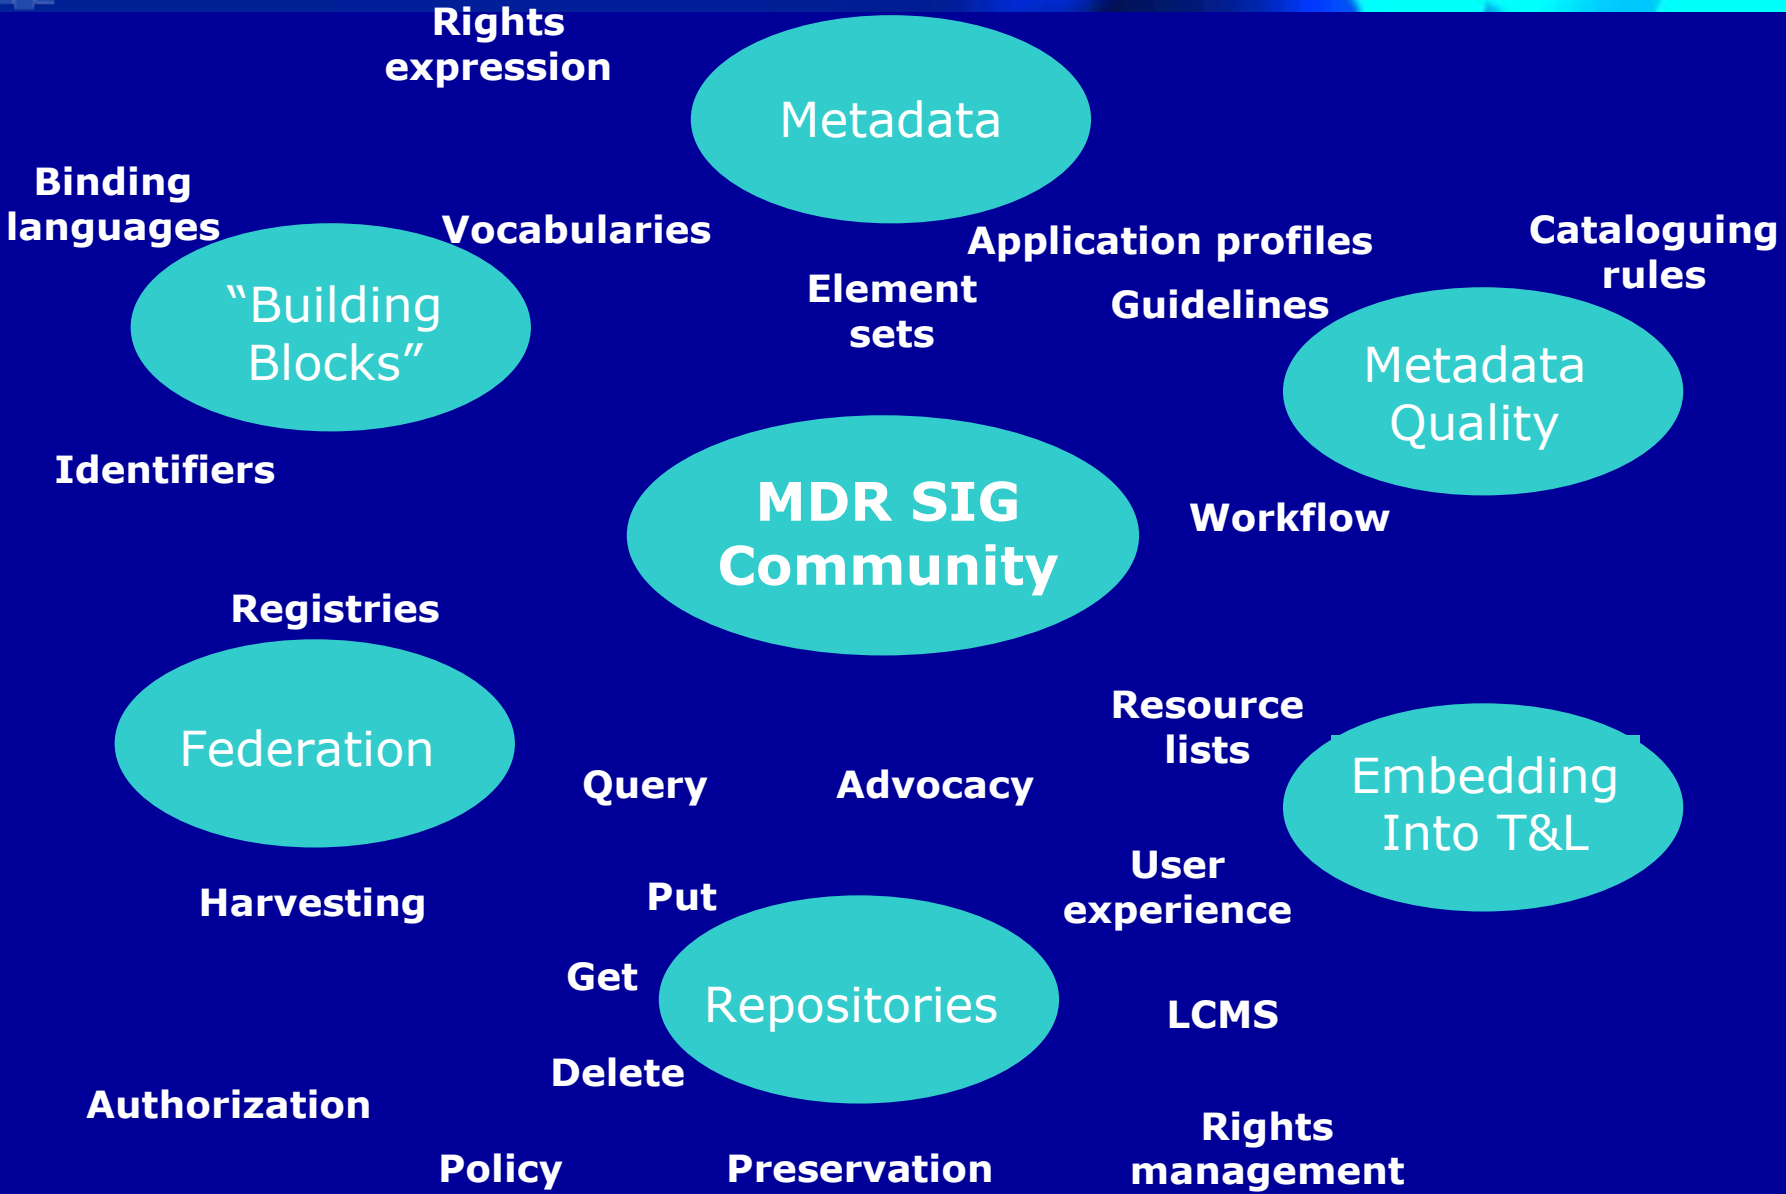 Rights
expression
Metadata
Binding
languages
Vocabularies
Application profiles
Cataloguing
rules
"Building
Blocks"
Element
sets
Guidelines
Metadata
Quality
Identifiers
MDR SIG
Community
Workflow
Registries
Federation
Resource
lists
Query
Advocacy
Embedding
Into T&L
User
experience
Harvesting
Put
Get
Repositories
LCMS
Delete
Authorization
Rights
management
Policy
Preservation